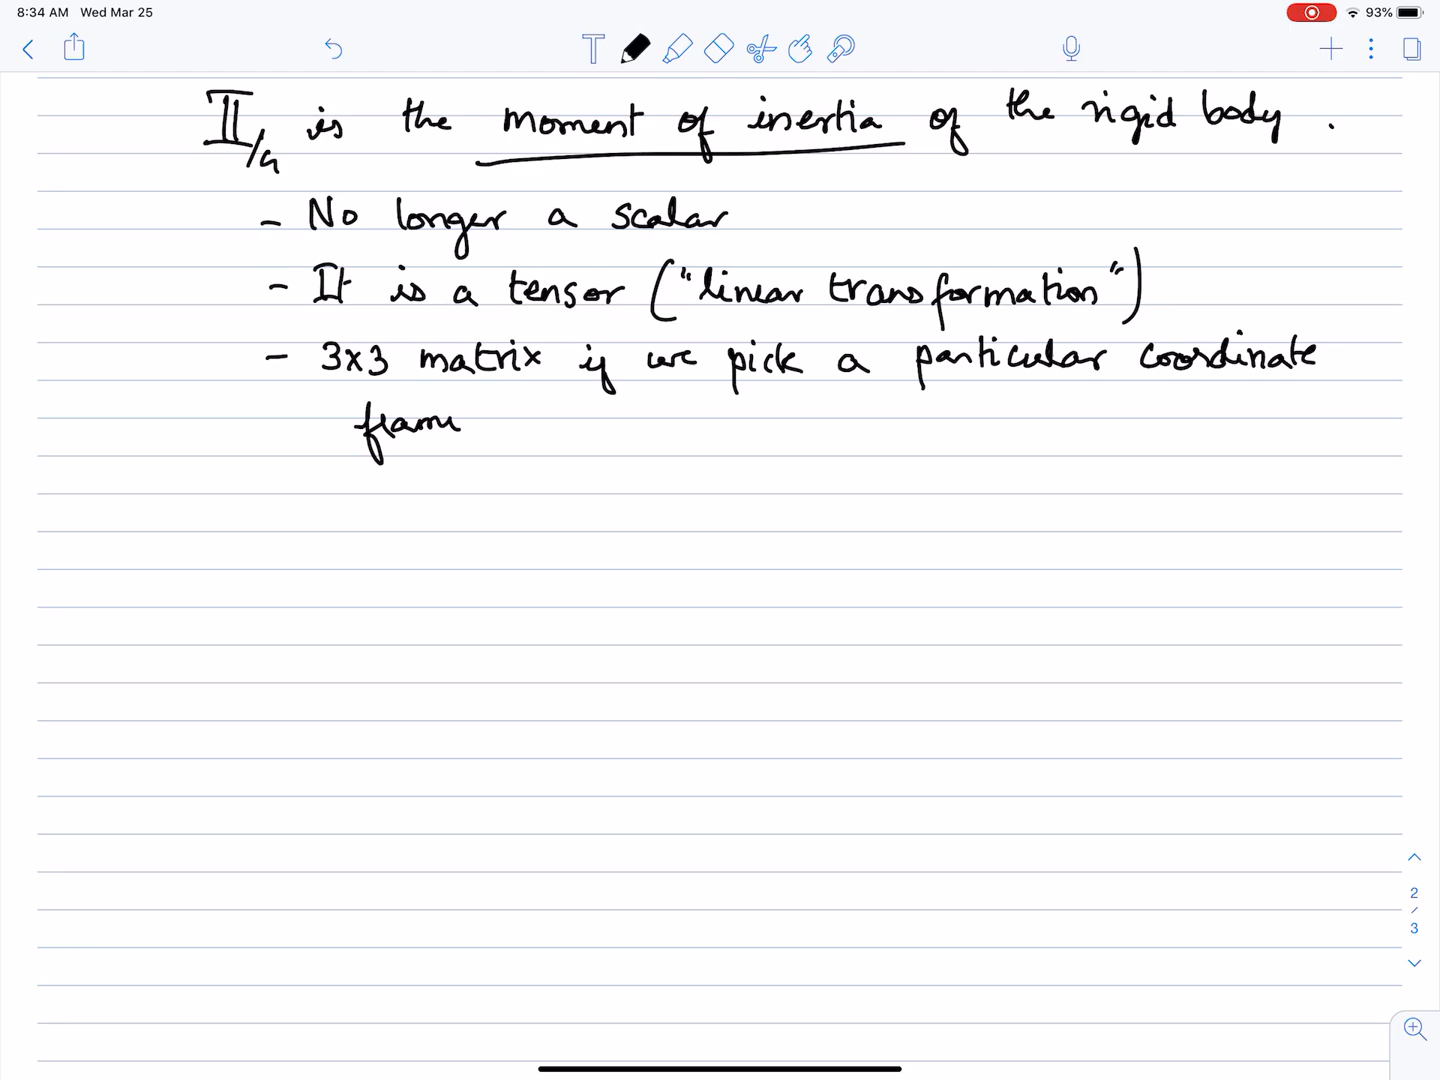 8:34 AM Wed Mar 25 93%
II/G is the moment of inertia of the rigid body .
- No longer a scalar
- It is a tensor ("linear transformation")
- 3x3 matrix if we pick a particular coordinate
frame
2
/
3